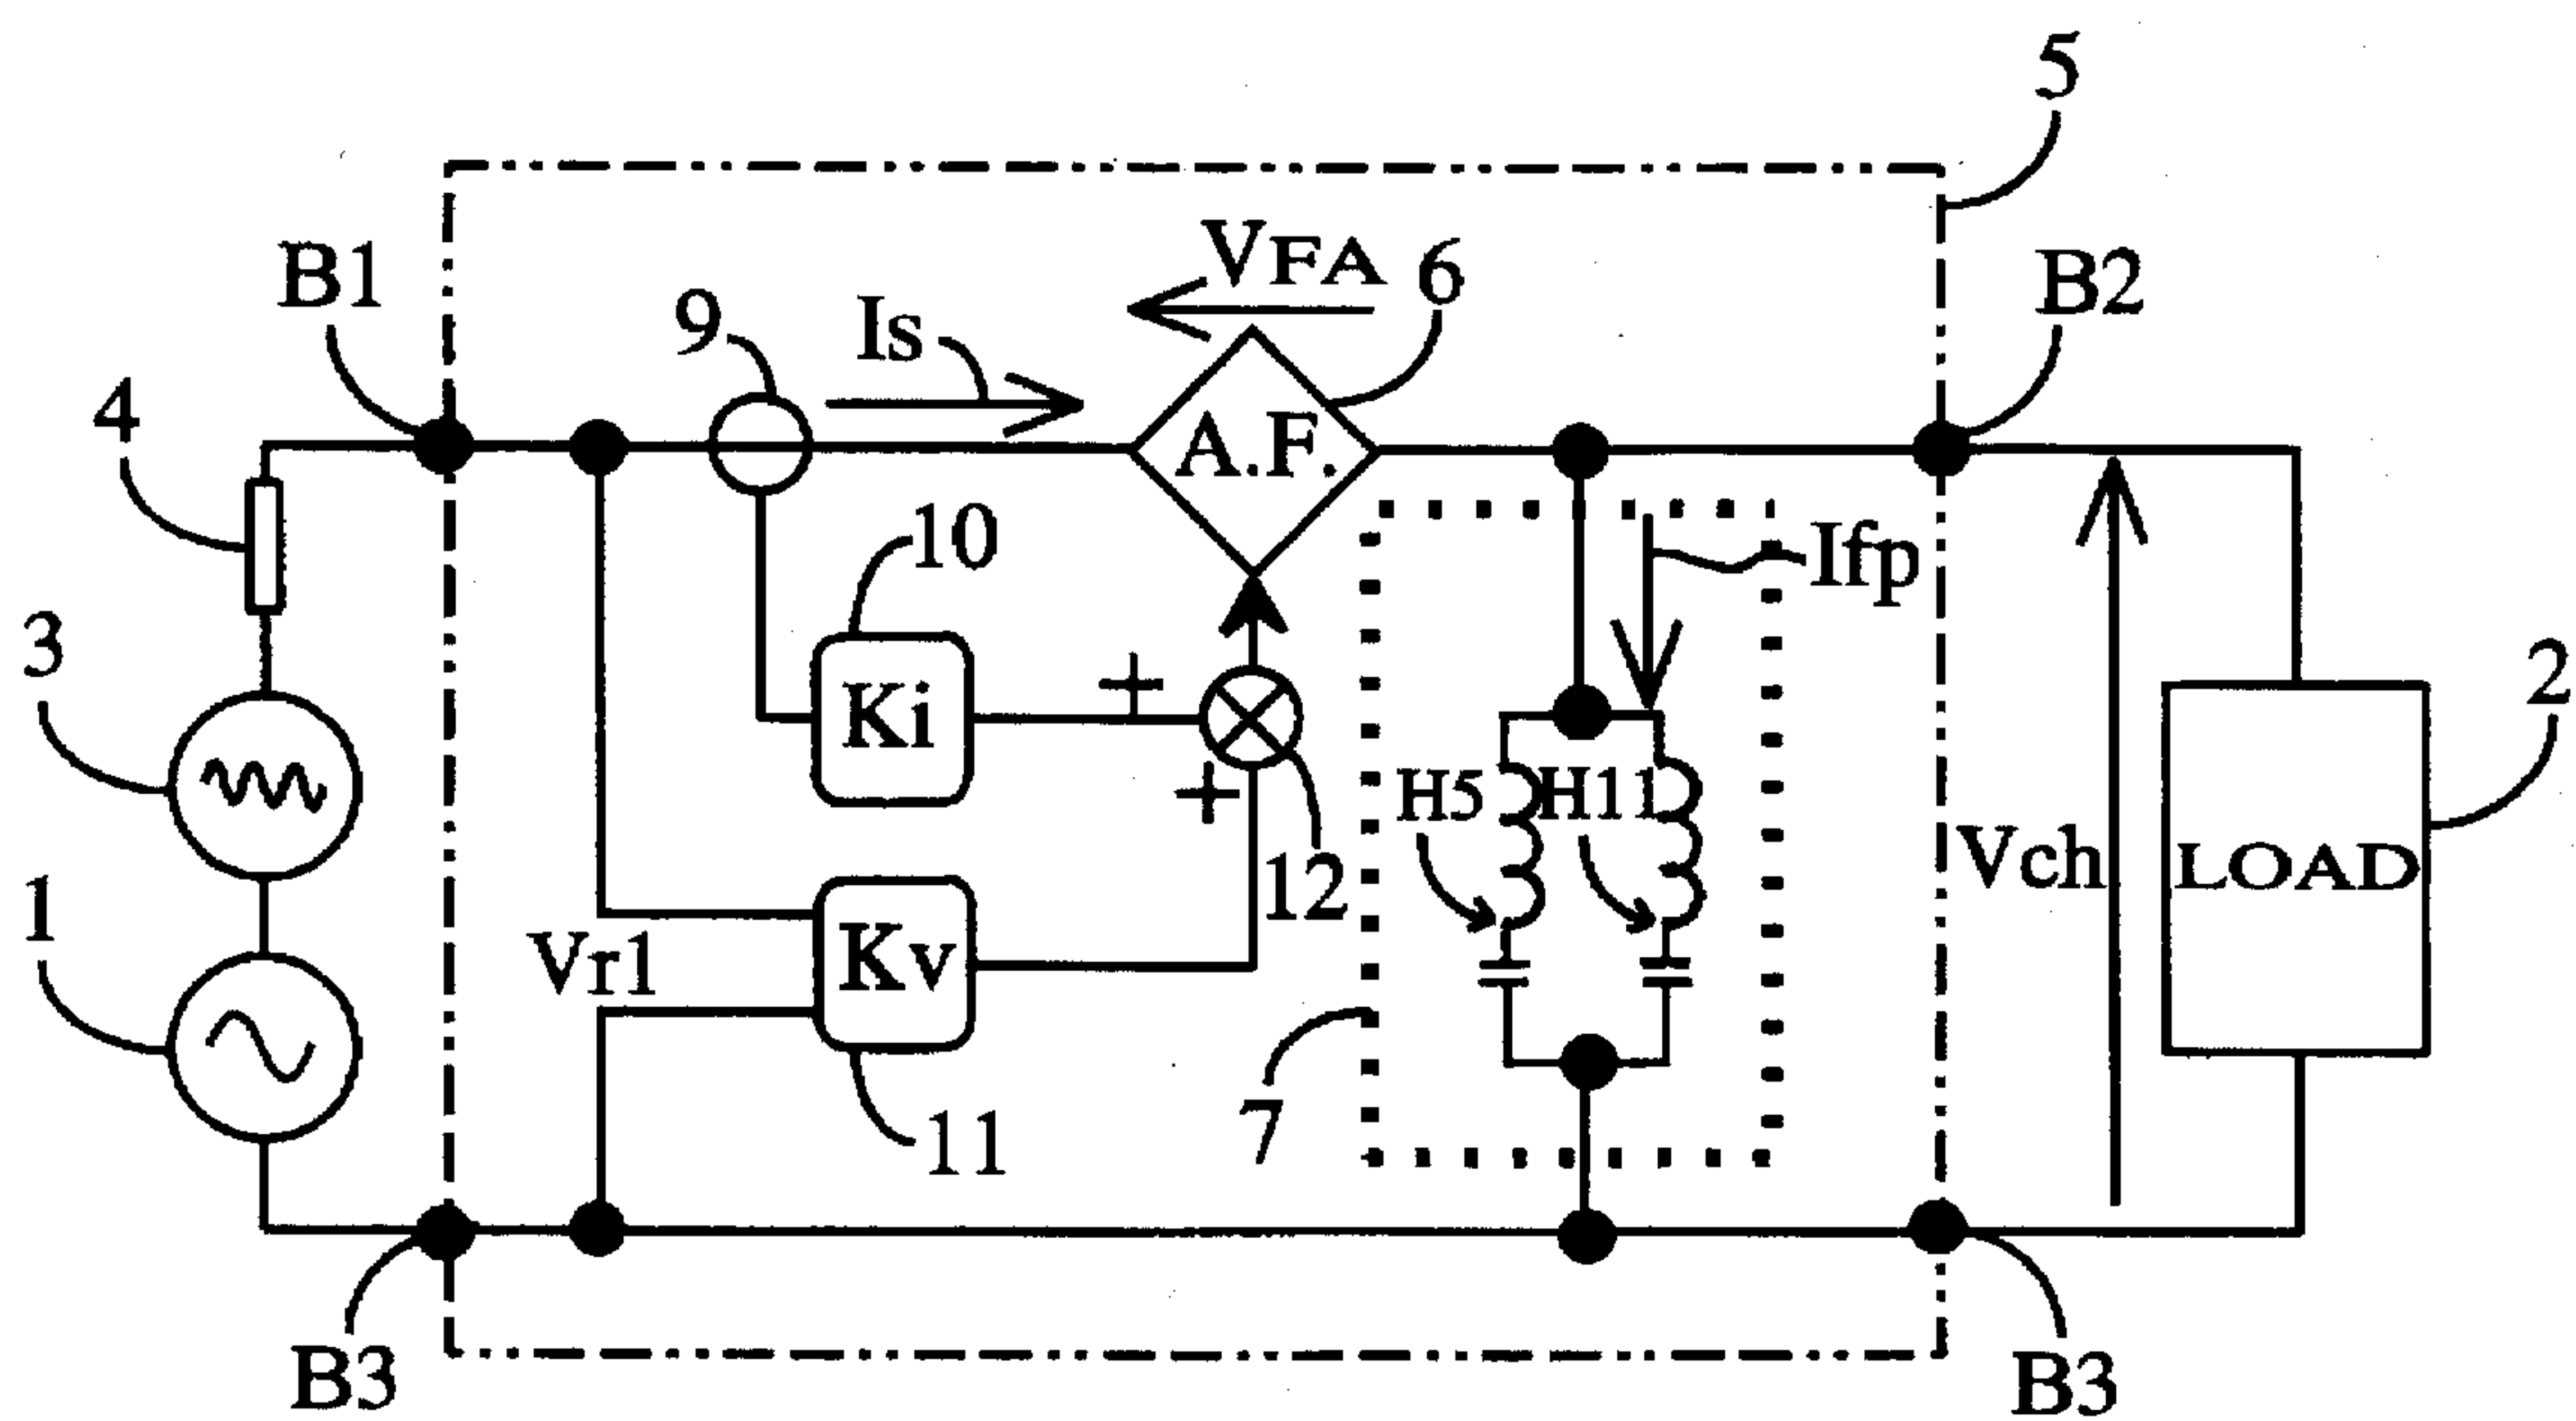 5
VFA
6
B1
B2
9
Is
4
A.F.
10
Ifp
3
Ki
+
2
H5
H11
+
12
Vch
LOAD
1
Vr1
Kv
7
11
B3
B3